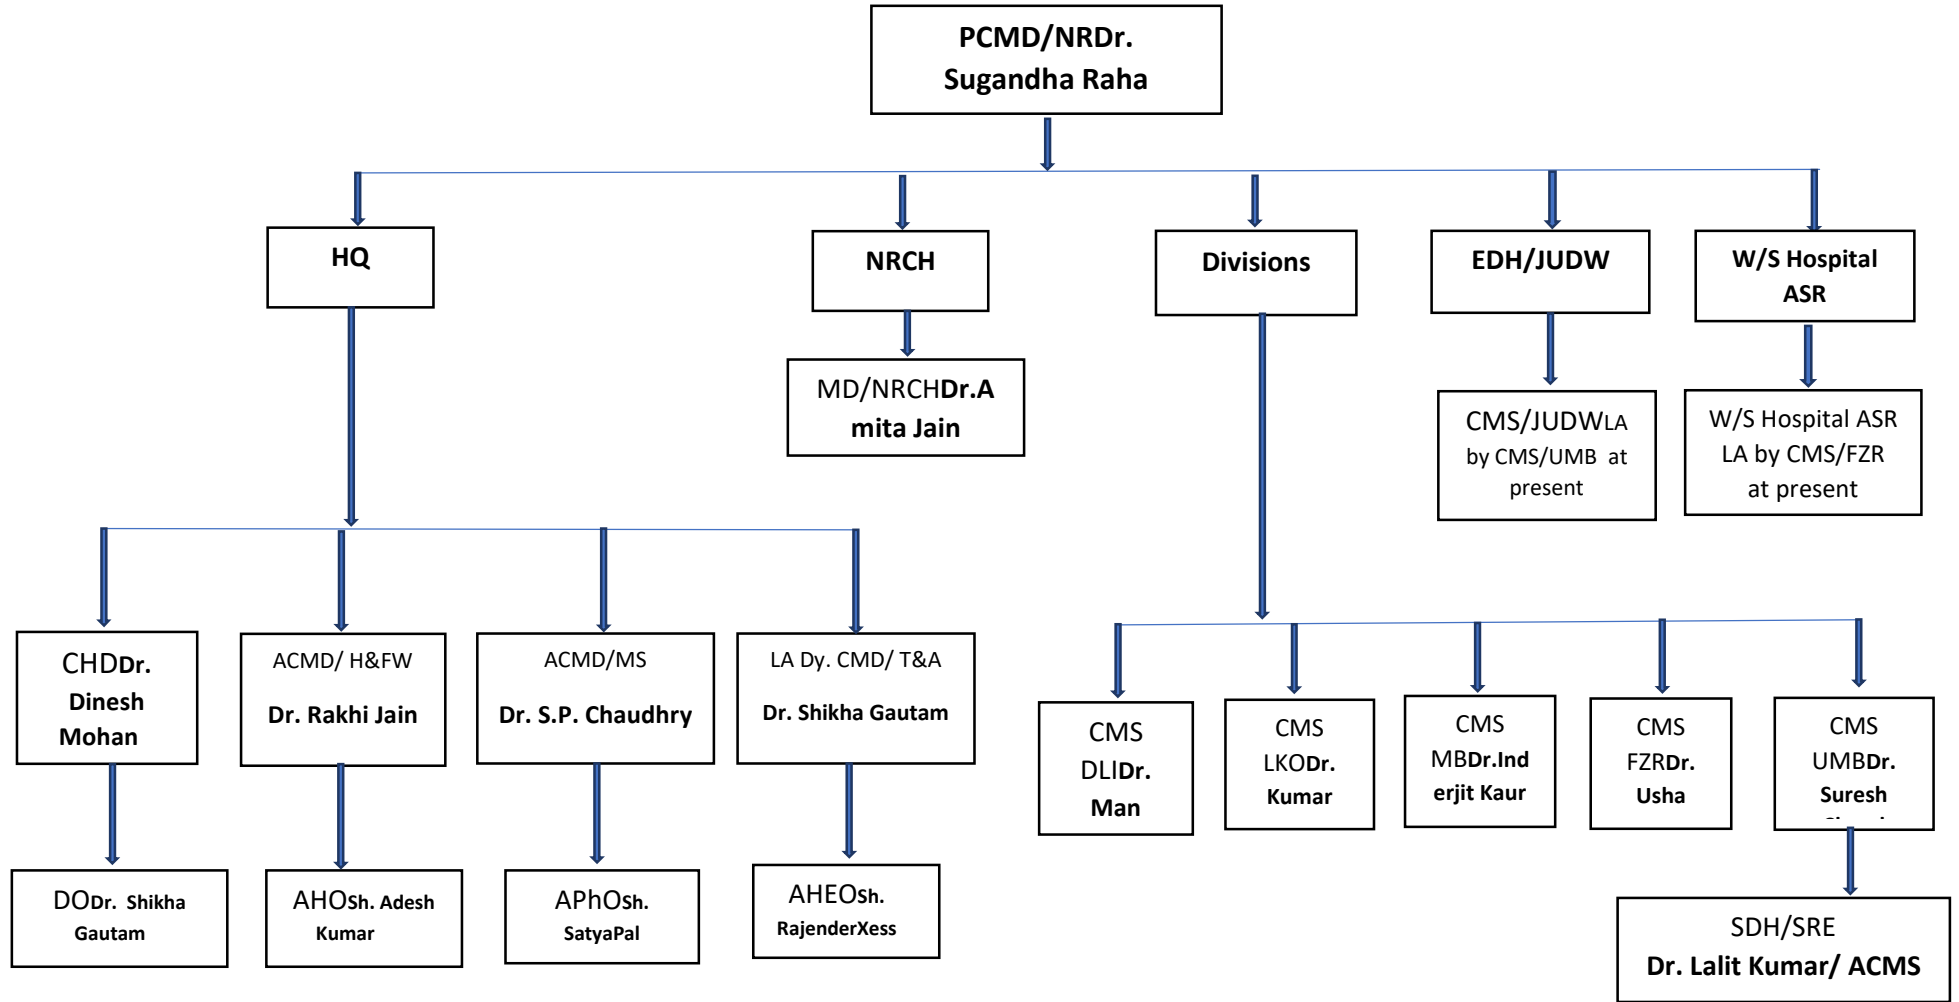 PCMD/NRDr.
Sugandha Raha
HQ
NRCH
Divisions
EDH/JUDW
W/S Hospital
ASR
MD/NRCHDr.A
mita Jain
CMS/JUDWLA
by CMS/UMB at
present
W/S Hospital ASR
LA by CMS/FZR
at present
CHDDr.
Dinesh
Mohan
ACMD/ H&FW
Dr. Rakhi Jain
ACMD/MS
Dr. S.P. Chaudhry
LA Dy. CMD/ T&A
Dr. Shikha Gautam
CMS
DLIDr.
Man
CMS
LKODr.
Kumar
CMS
MBDr.Ind
erjit Kaur
CMS
FZRDr.
Usha
CMS
UMBDr.
Suresh
DODr. Shikha
Gautam
AHOSh. Adesh
Kumar
APhOSh.
SatyaPal
AHEOSh.
RajenderXess
SDH/SRE
Dr. Lalit Kumar/ ACMS